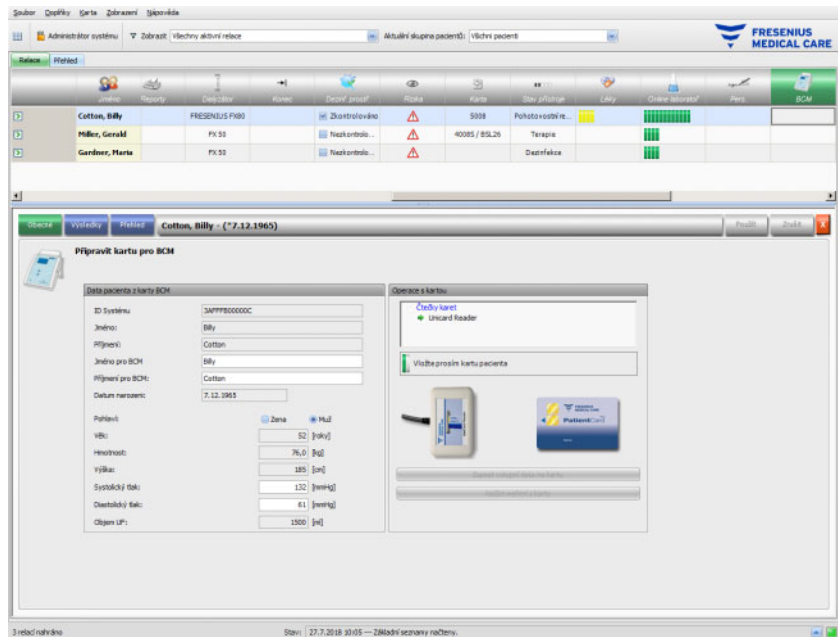 Soubor Doplňky Karta Zobrazení Nápověda
Administrátor systému Zobrazit Všechny aktivní relace Aktuální skupina pacientů: Všichni pacienti
FRESENIUS
MEDICAL CARE
Relace Přehled
Jméno Reporty Dialyzátor Konec Dezinf. prostř Rizika Karta Stav přístroje Léky Online laboratoř Pers. BCM
Cotton, Billy FRESENIUS FX80 Zkontrolováno 5008 Pohotovostní re...
Miller, Gerald FX 50 Nezkontrolo... 4008S / BSL26 Terapie
Gardner, Maria FX 50 Nezkontrolo... Dezinfekce
Obecné Výsledky Přehled Cotton, Billy - (*7.12.1965) Použít Zrušit X
Připravit kartu pro BCM
Data pacienta z karty BCM
ID Systému 3AFFFB00000C
Jméno: Billy
Příjmení: Cotton
Jméno pro BCM Billy
Příjmení pro BCM: Cotton
Datum narození: 7.12.1965
Pohlaví: Žena Muž
Věk: 52 [roky]
Hmotnost: 76,0 [kg]
Výška: 185 [cm]
Systolický tlak: 132 [mmHg]
Diastolický tlak: 61 [mmHg]
Objem UF: 1500 [ml]
Operace s kartou
Čtečky karet
Unicard Reader
Vložte prosím kartu pacienta
FRESENIUS
MEDICAL CARE
PatientCard
3 relací nahráno Stav: 27.7.2018 10:05 — Základní seznamy načteny.